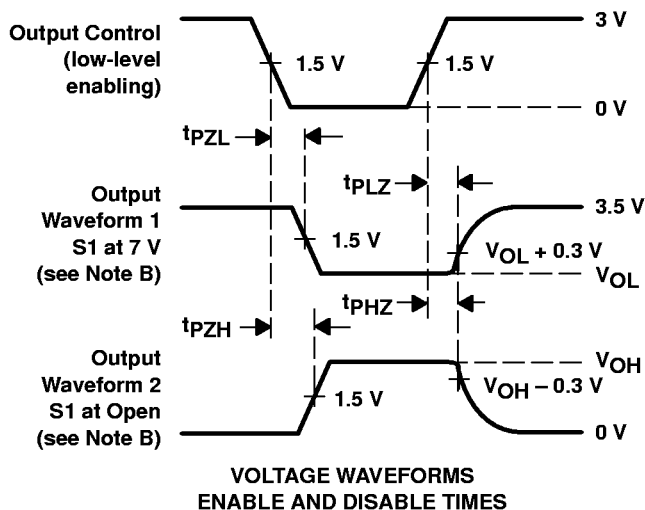 Output Control
(low-level
enabling)
3 V
1.5 V
1.5 V
0 V
tPZL
tPLZ
Output
Waveform 1
S1 at 7 V
(see Note B)
3.5 V
1.5 V
VOL + 0.3 V
VOL
tPHZ
tPZH
Output
Waveform 2
S1 at Open
(see Note B)
VOH
VOH – 0.3 V
1.5 V
0 V
VOLTAGE WAVEFORMS
ENABLE AND DISABLE TIMES